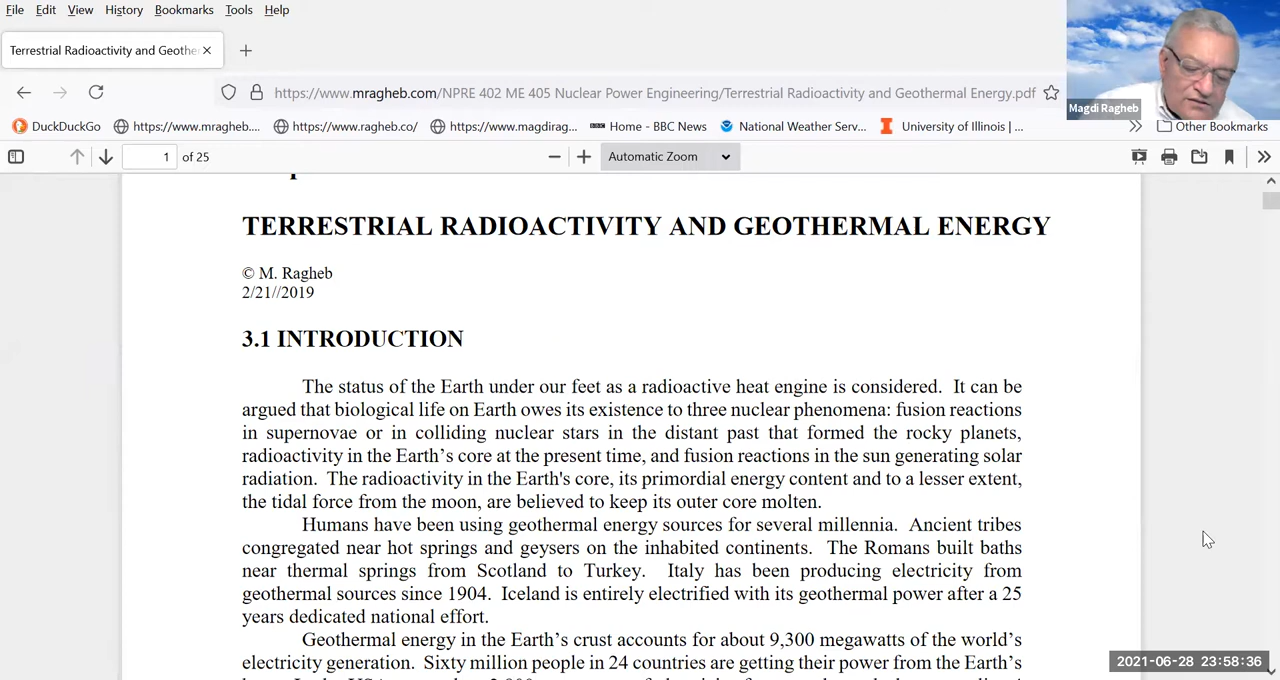 File Edit View History Bookmarks Tools Help
Terrestrial Radioactivity and Geothe
https://www.mragheb.com/NPRE 402 ME 405 Nuclear Power Engineering/Terrestrial Radioactivity and Geothermal Energy.pdf
Magdi Ragheb
DuckDuckGo https://www.mragheb.... https://www.ragheb.co/ https://www.magdirag... Home - BBC News National Weather Serv... University of Illinois |... Other Bookmarks
1 of 25 Automatic Zoom
TERRESTRIAL RADIOACTIVITY AND GEOTHERMAL ENERGY
© M. Ragheb
2/21//2019
3.1 INTRODUCTION
The status of the Earth under our feet as a radioactive heat engine is considered. It can be
argued that biological life on Earth owes its existence to three nuclear phenomena: fusion reactions
in supernovae or in colliding nuclear stars in the distant past that formed the rocky planets,
radioactivity in the Earth’s core at the present time, and fusion reactions in the sun generating solar
radiation. The radioactivity in the Earth's core, its primordial energy content and to a lesser extent,
the tidal force from the moon, are believed to keep its outer core molten.
Humans have been using geothermal energy sources for several millennia. Ancient tribes
congregated near hot springs and geysers on the inhabited continents. The Romans built baths
near thermal springs from Scotland to Turkey. Italy has been producing electricity from
geothermal sources since 1904. Iceland is entirely electrified with its geothermal power after a 25
years dedicated national effort.
Geothermal energy in the Earth’s crust accounts for about 9,300 megawatts of the world’s
electricity generation. Sixty million people in 24 countries are getting their power from the Earth’s
2021-06-28 23:58:36